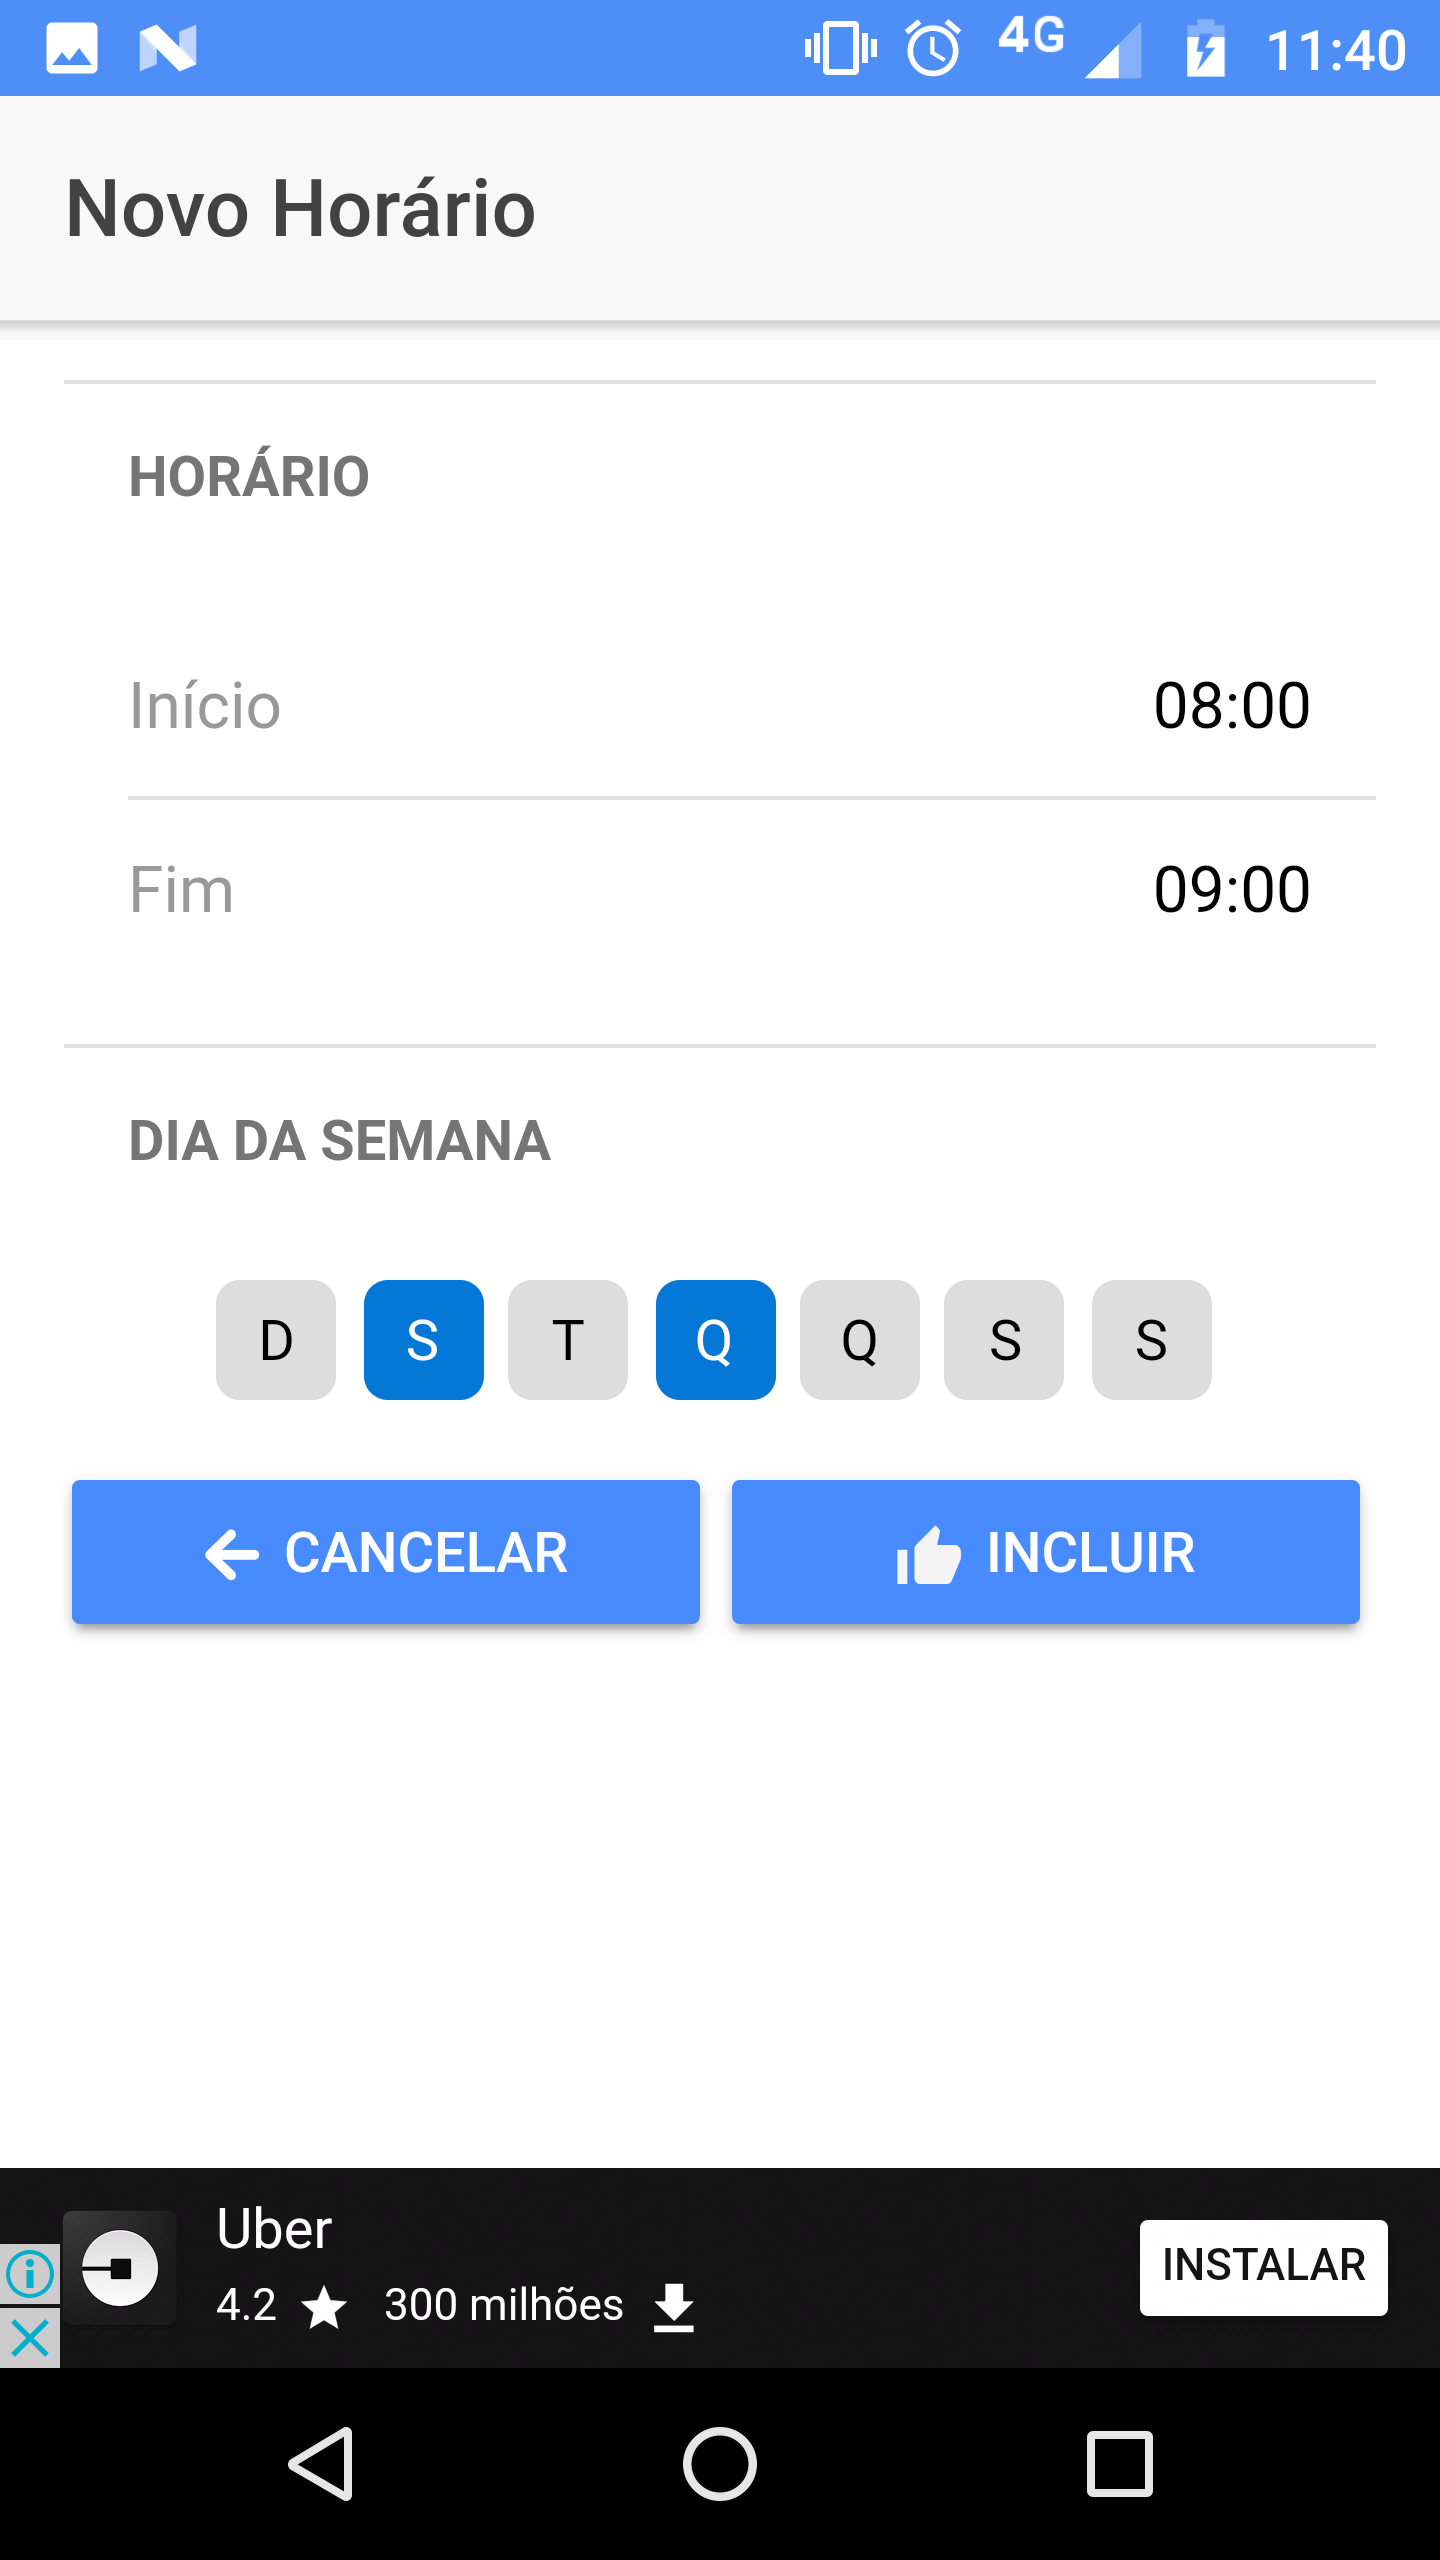 4G 11:40
Novo Horário
HORÁRIO
Início 08:00
Fim 09:00
DIA DA SEMANA
D S T Q Q S S
CANCELAR INCLUIR
Uber
4.2 300 milhões
INSTALAR